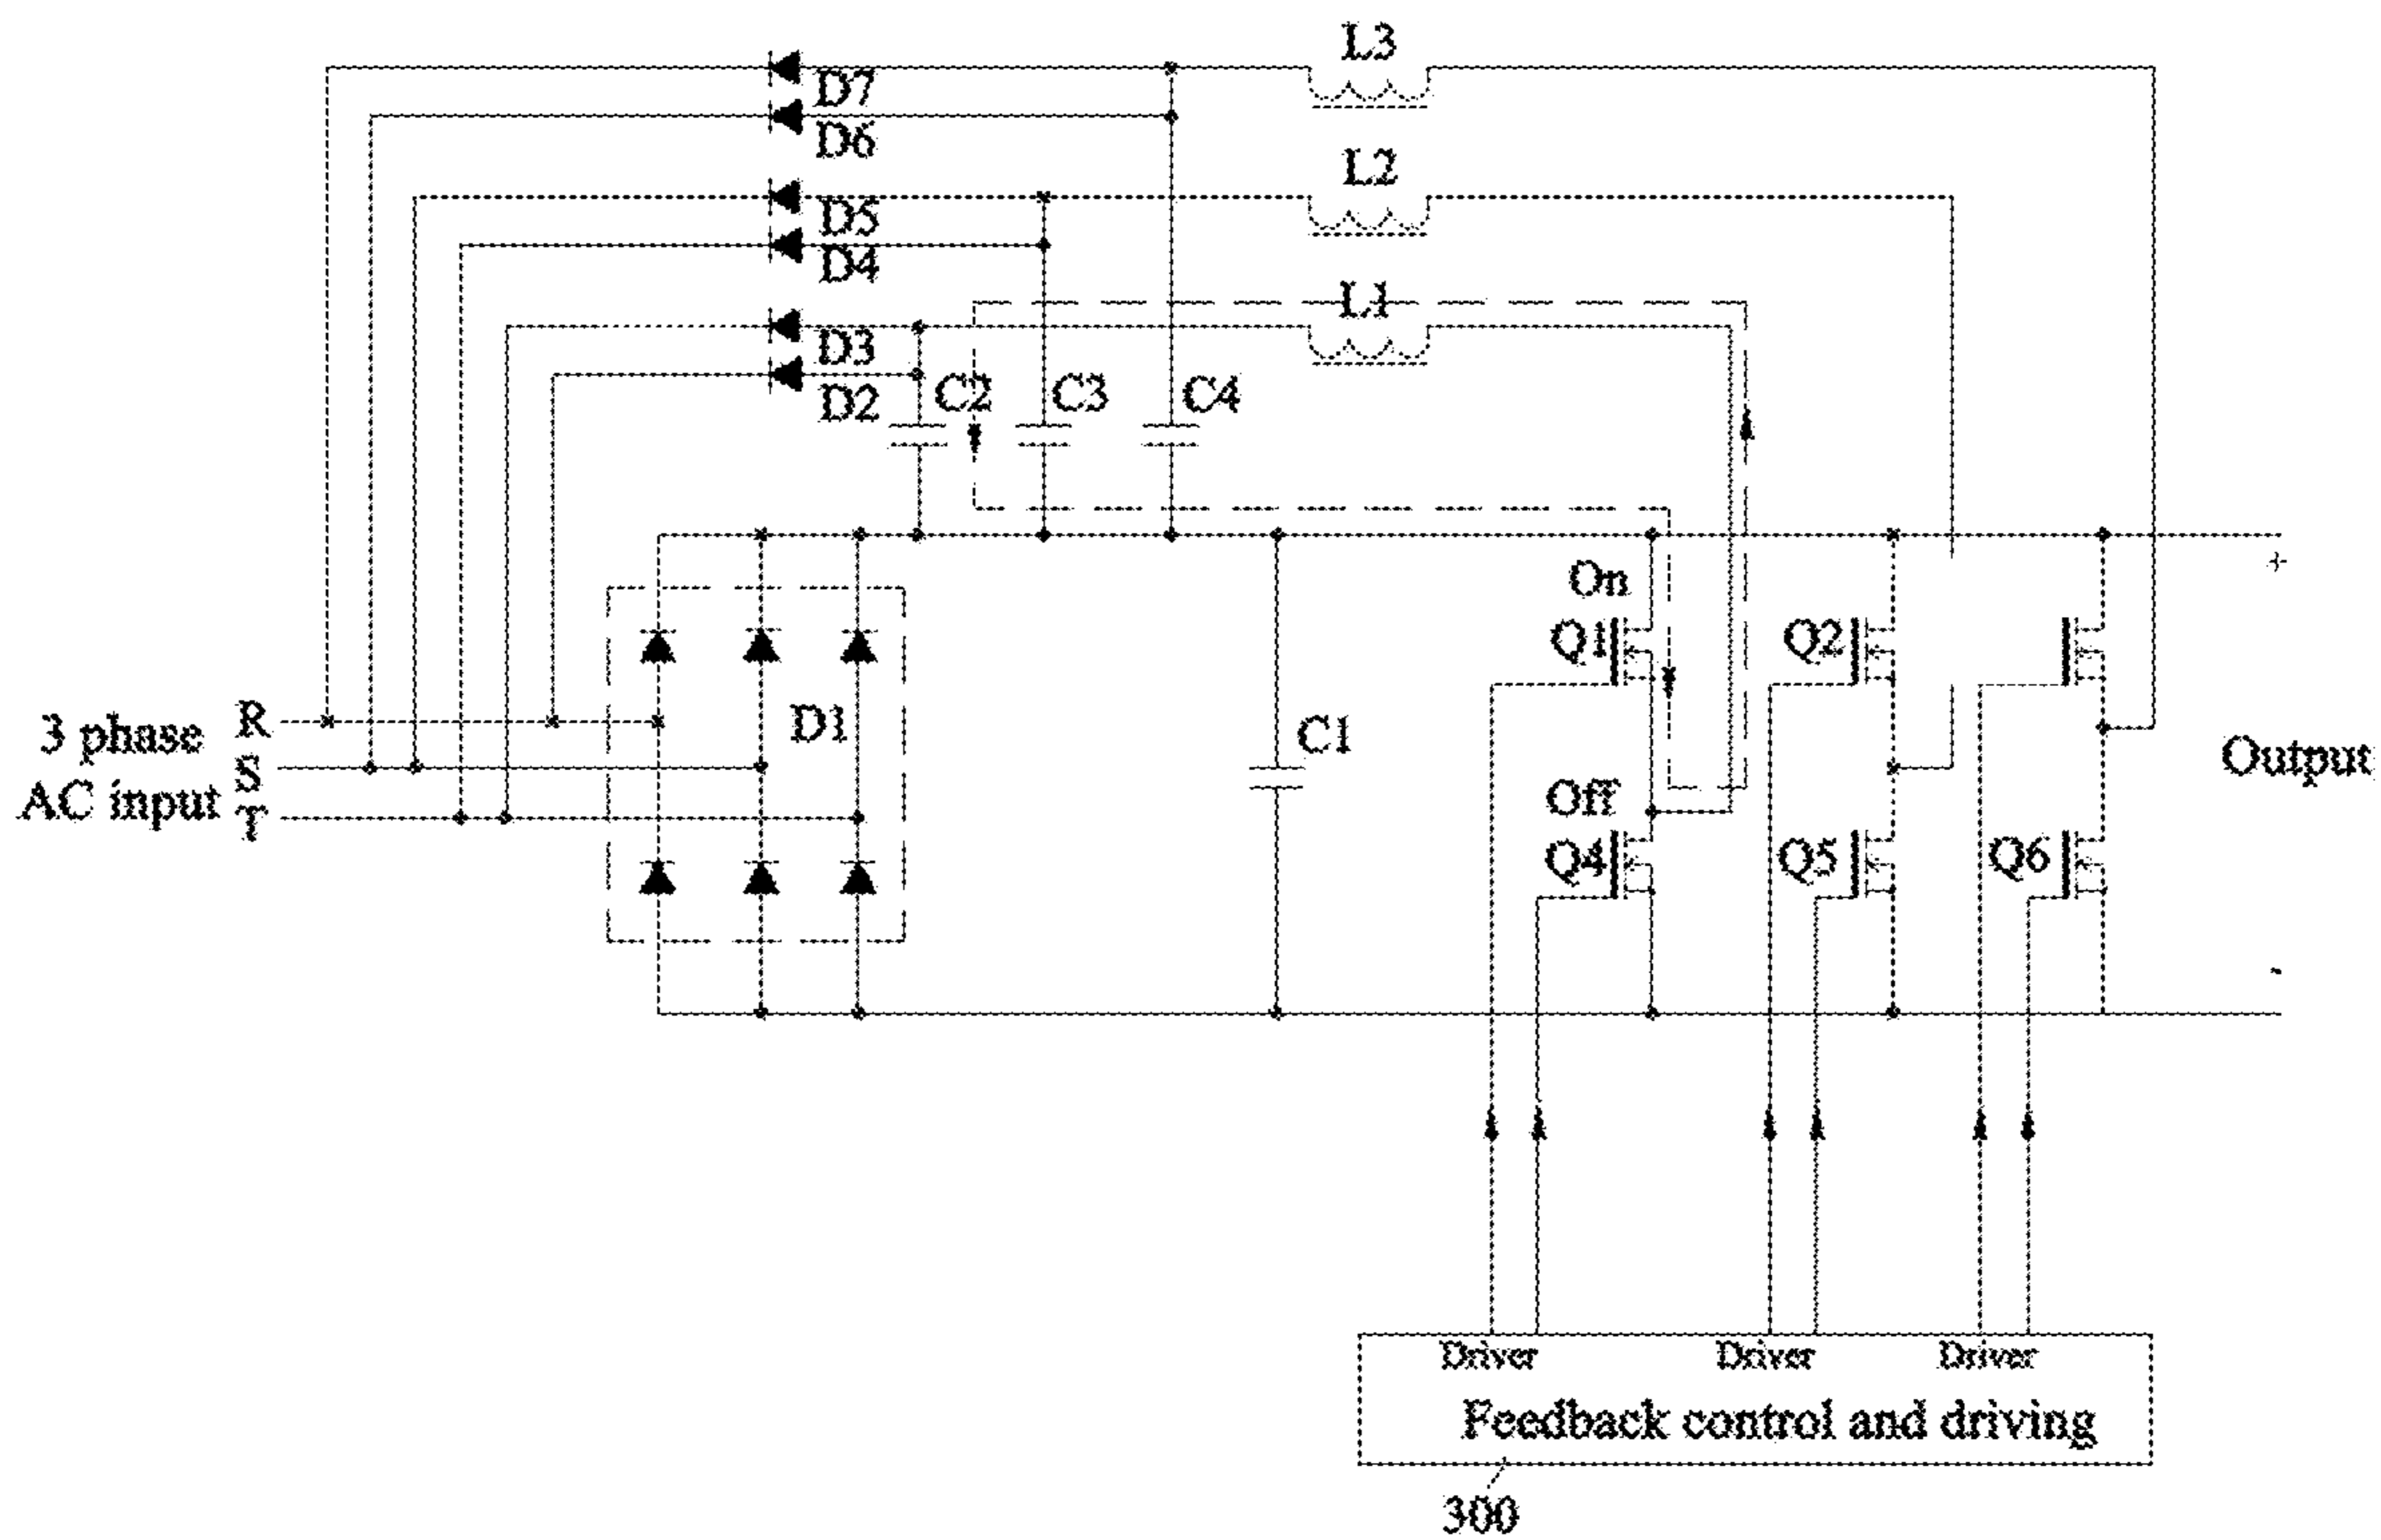 L3
D7
D6
L2
D5
D4
L1
D3
D2
C2
C3
C4
+
On
Q1
Q2
R
3 phase
D1
C1
Output
S
AC input
T
Off
Q4
Q5
Q6
-
Driver
Driver
Driver
Feedback control and driving
300